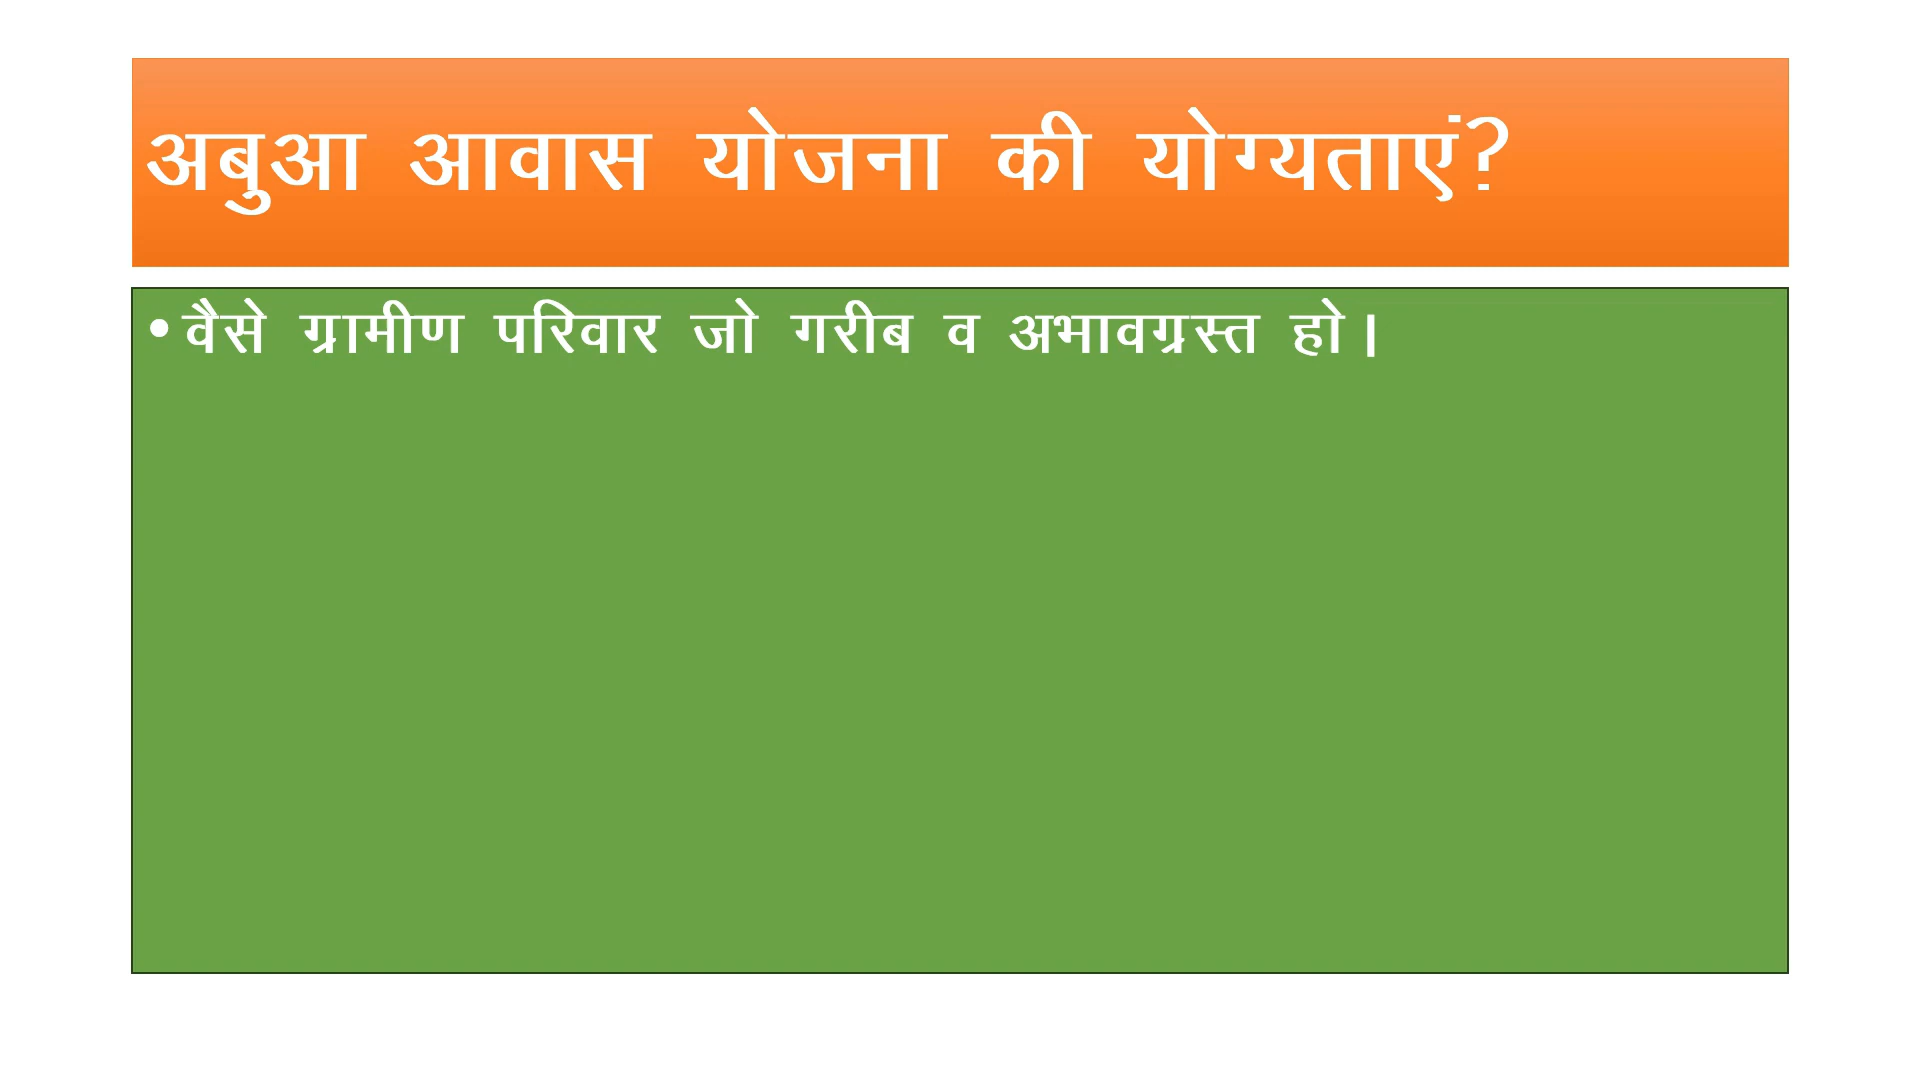 अबुआ आवास योजना की योग्यताएं?
• वैसे ग्रामीण परिवार जो गरीब व अभावग्रस्त हो।